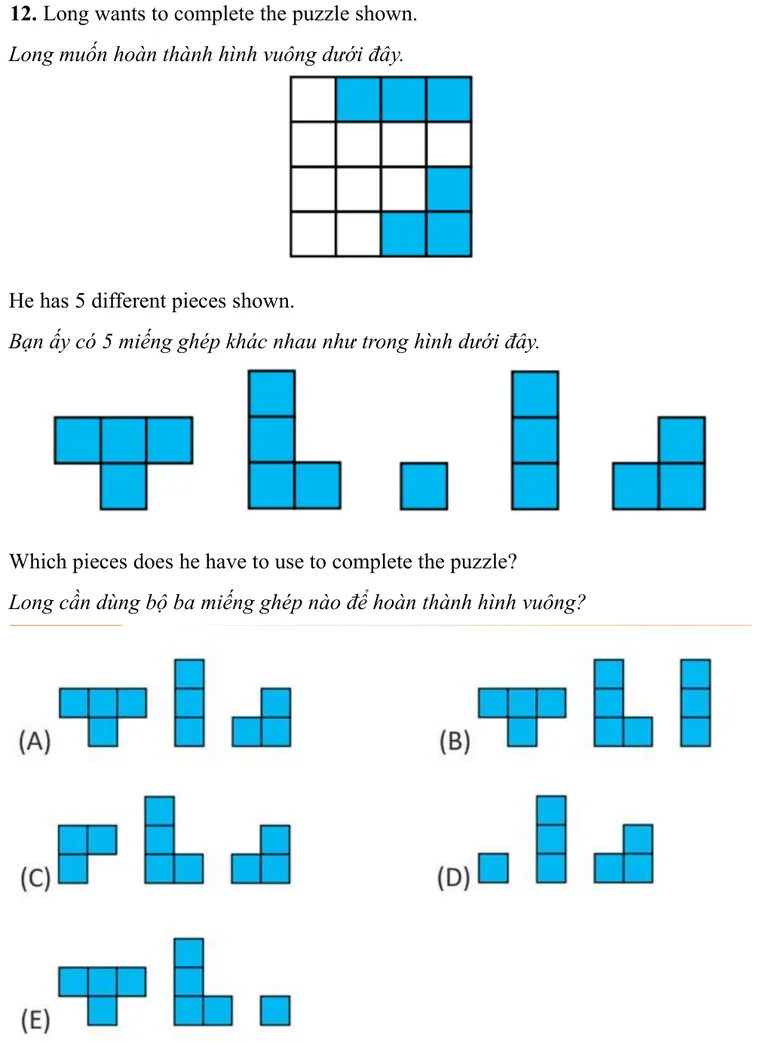 12. Long wants to complete the puzzle shown.
Long muốn hoàn thành hình vuông dưới đây.
He has 5 different pieces shown.
Bạn ấy có 5 miếng ghép khác nhau như trong hình dưới đây.
Which pieces does he have to use to complete the puzzle?
Long cần dùng bộ ba miếng ghép nào để hoàn thành hình vuông?
(A)
(B)
(C)
(D)
(E)